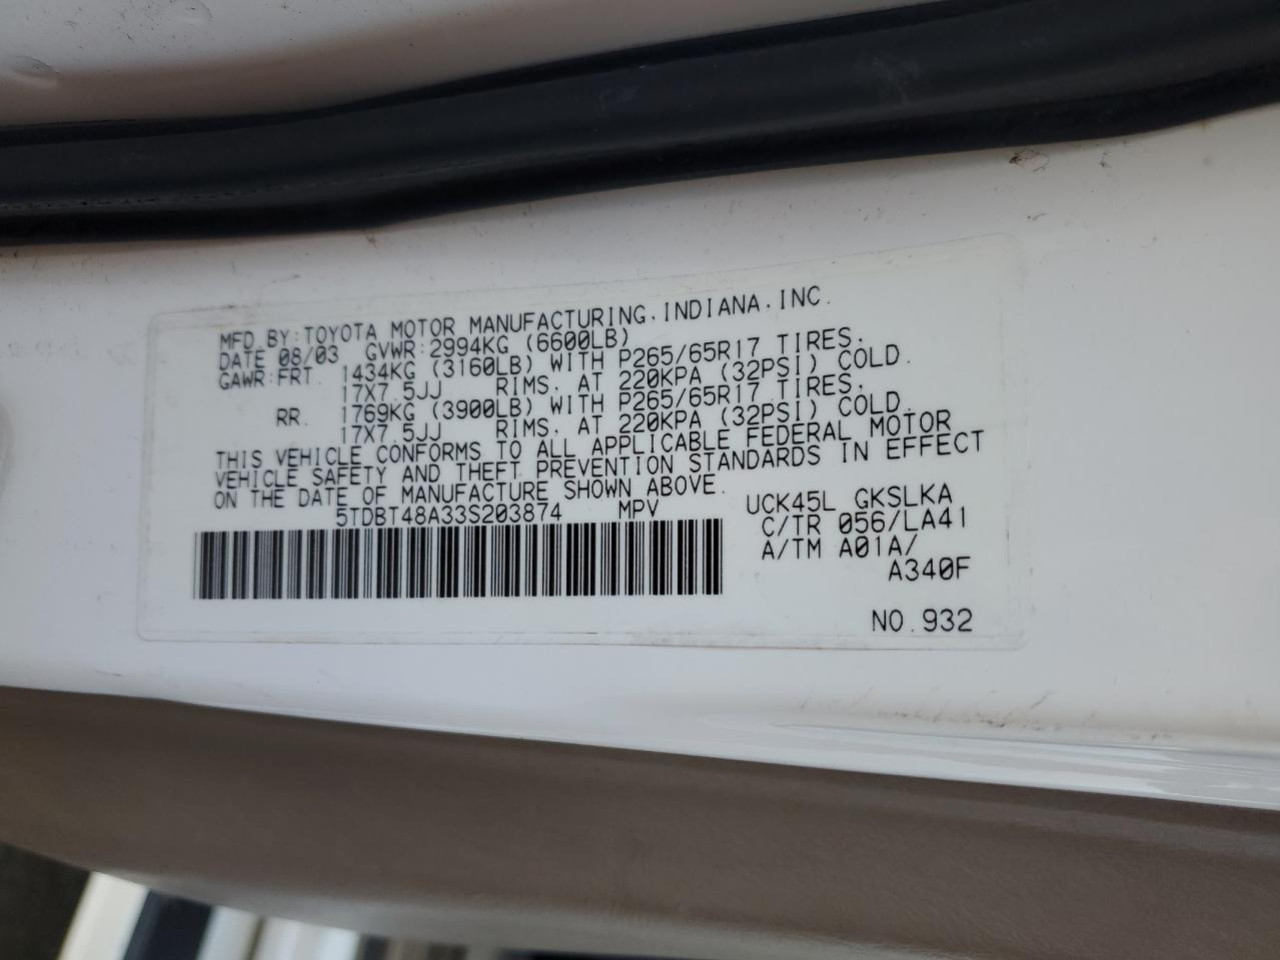 MFD BY: TOYOTA MOTOR MANUFACTURING. INDIANA. INC.
DATE 08/03 GVWR: 2994KG (6600LB)
GAWR: FRT. 1434KG (3160LB) WITH P265/65R17 TIRES.
17X7.5JJ RIMS. AT 220KPA (32PSI) COLD.
RR. 1769KG (3900LB) WITH P265/65R17 TIRES.
17X7.5JJ RIMS. AT 220KPA (32PSI) COLD.
THIS VEHICLE CONFORMS TO ALL APPLICABLE FEDERAL MOTOR
VEHICLE SAFETY AND THEFT PREVENTION STANDARDS IN EFFECT
ON THE DATE OF MANUFACTURE SHOWN ABOVE.
5TDBT48A33S203874 MPV
UCK45L GKSLKA
C/TR 056/LA41
A/TM A01A/
A340F
NO. 932